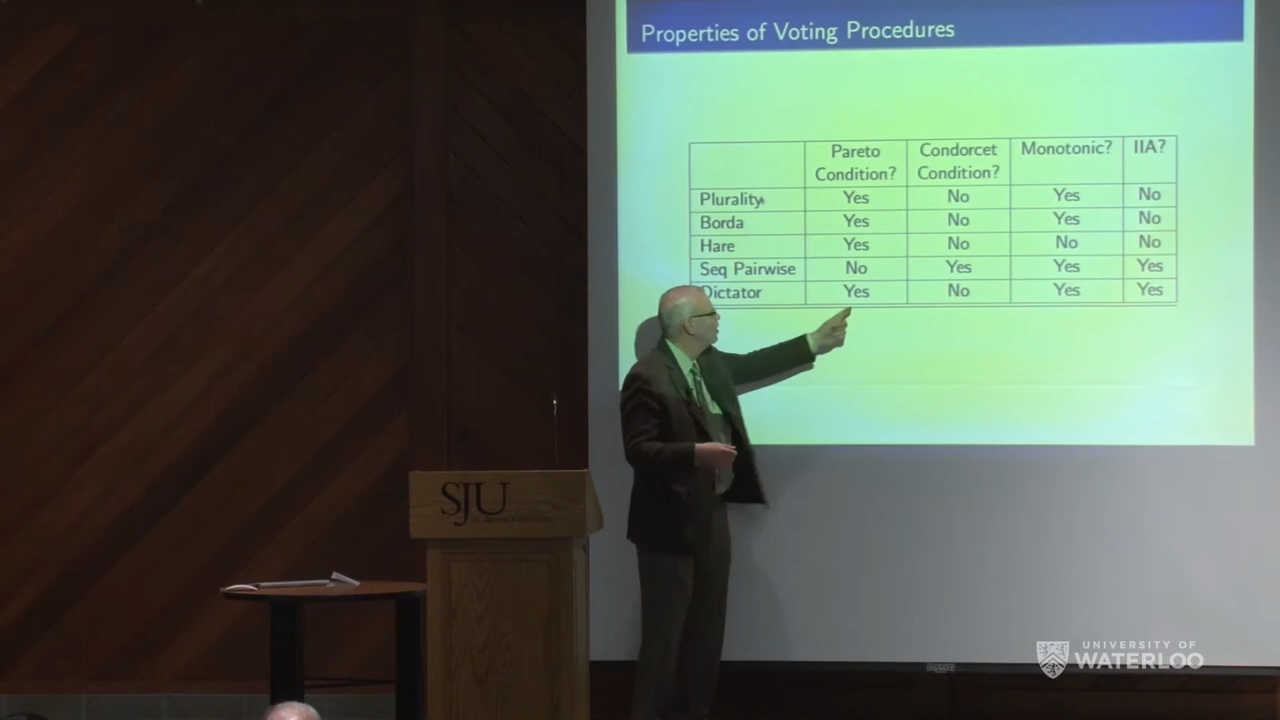 Properties of Voting Procedures
Pareto Condition? Condorcet Condition? Monotonic? IIA?
Plurality Yes No Yes No
Borda Yes No Yes No
Hare Yes No No No
Seq Pairwise No Yes Yes Yes
Dictator Yes No Yes Yes
SJU
UNIVERSITY OF
WATERLOO